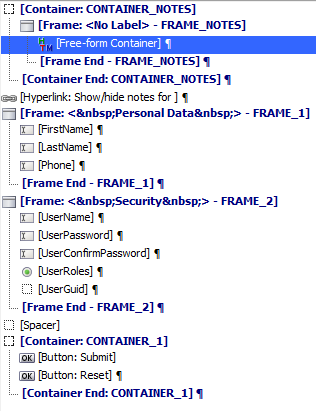 [Container: CONTAINER_NOTES]
[Frame: <No Label> - FRAME_NOTES]
HTM [Free-form Container] ¶
[Frame End - FRAME_NOTES] ¶
[Container End: CONTAINER_NOTES]
[Hyperlink: Show/hide notes for ] ¶
[Frame: <&nbsp;Personal Data&nbsp;> - FRAME_1]
[FirstName] ¶
[LastName] ¶
[Phone] ¶
[Frame End - FRAME_1] ¶
[Frame: <&nbsp;Security&nbsp;> - FRAME_2]
[UserName] ¶
[UserPassword] ¶
[UserConfirmPassword] ¶
[UserRoles] ¶
[UserGuid] ¶
[Frame End - FRAME_2] ¶
[Spacer]
[Container: CONTAINER_1]
OK [Button: Submit]
OK [Button: Reset] ¶
[Container End: CONTAINER_1] ¶